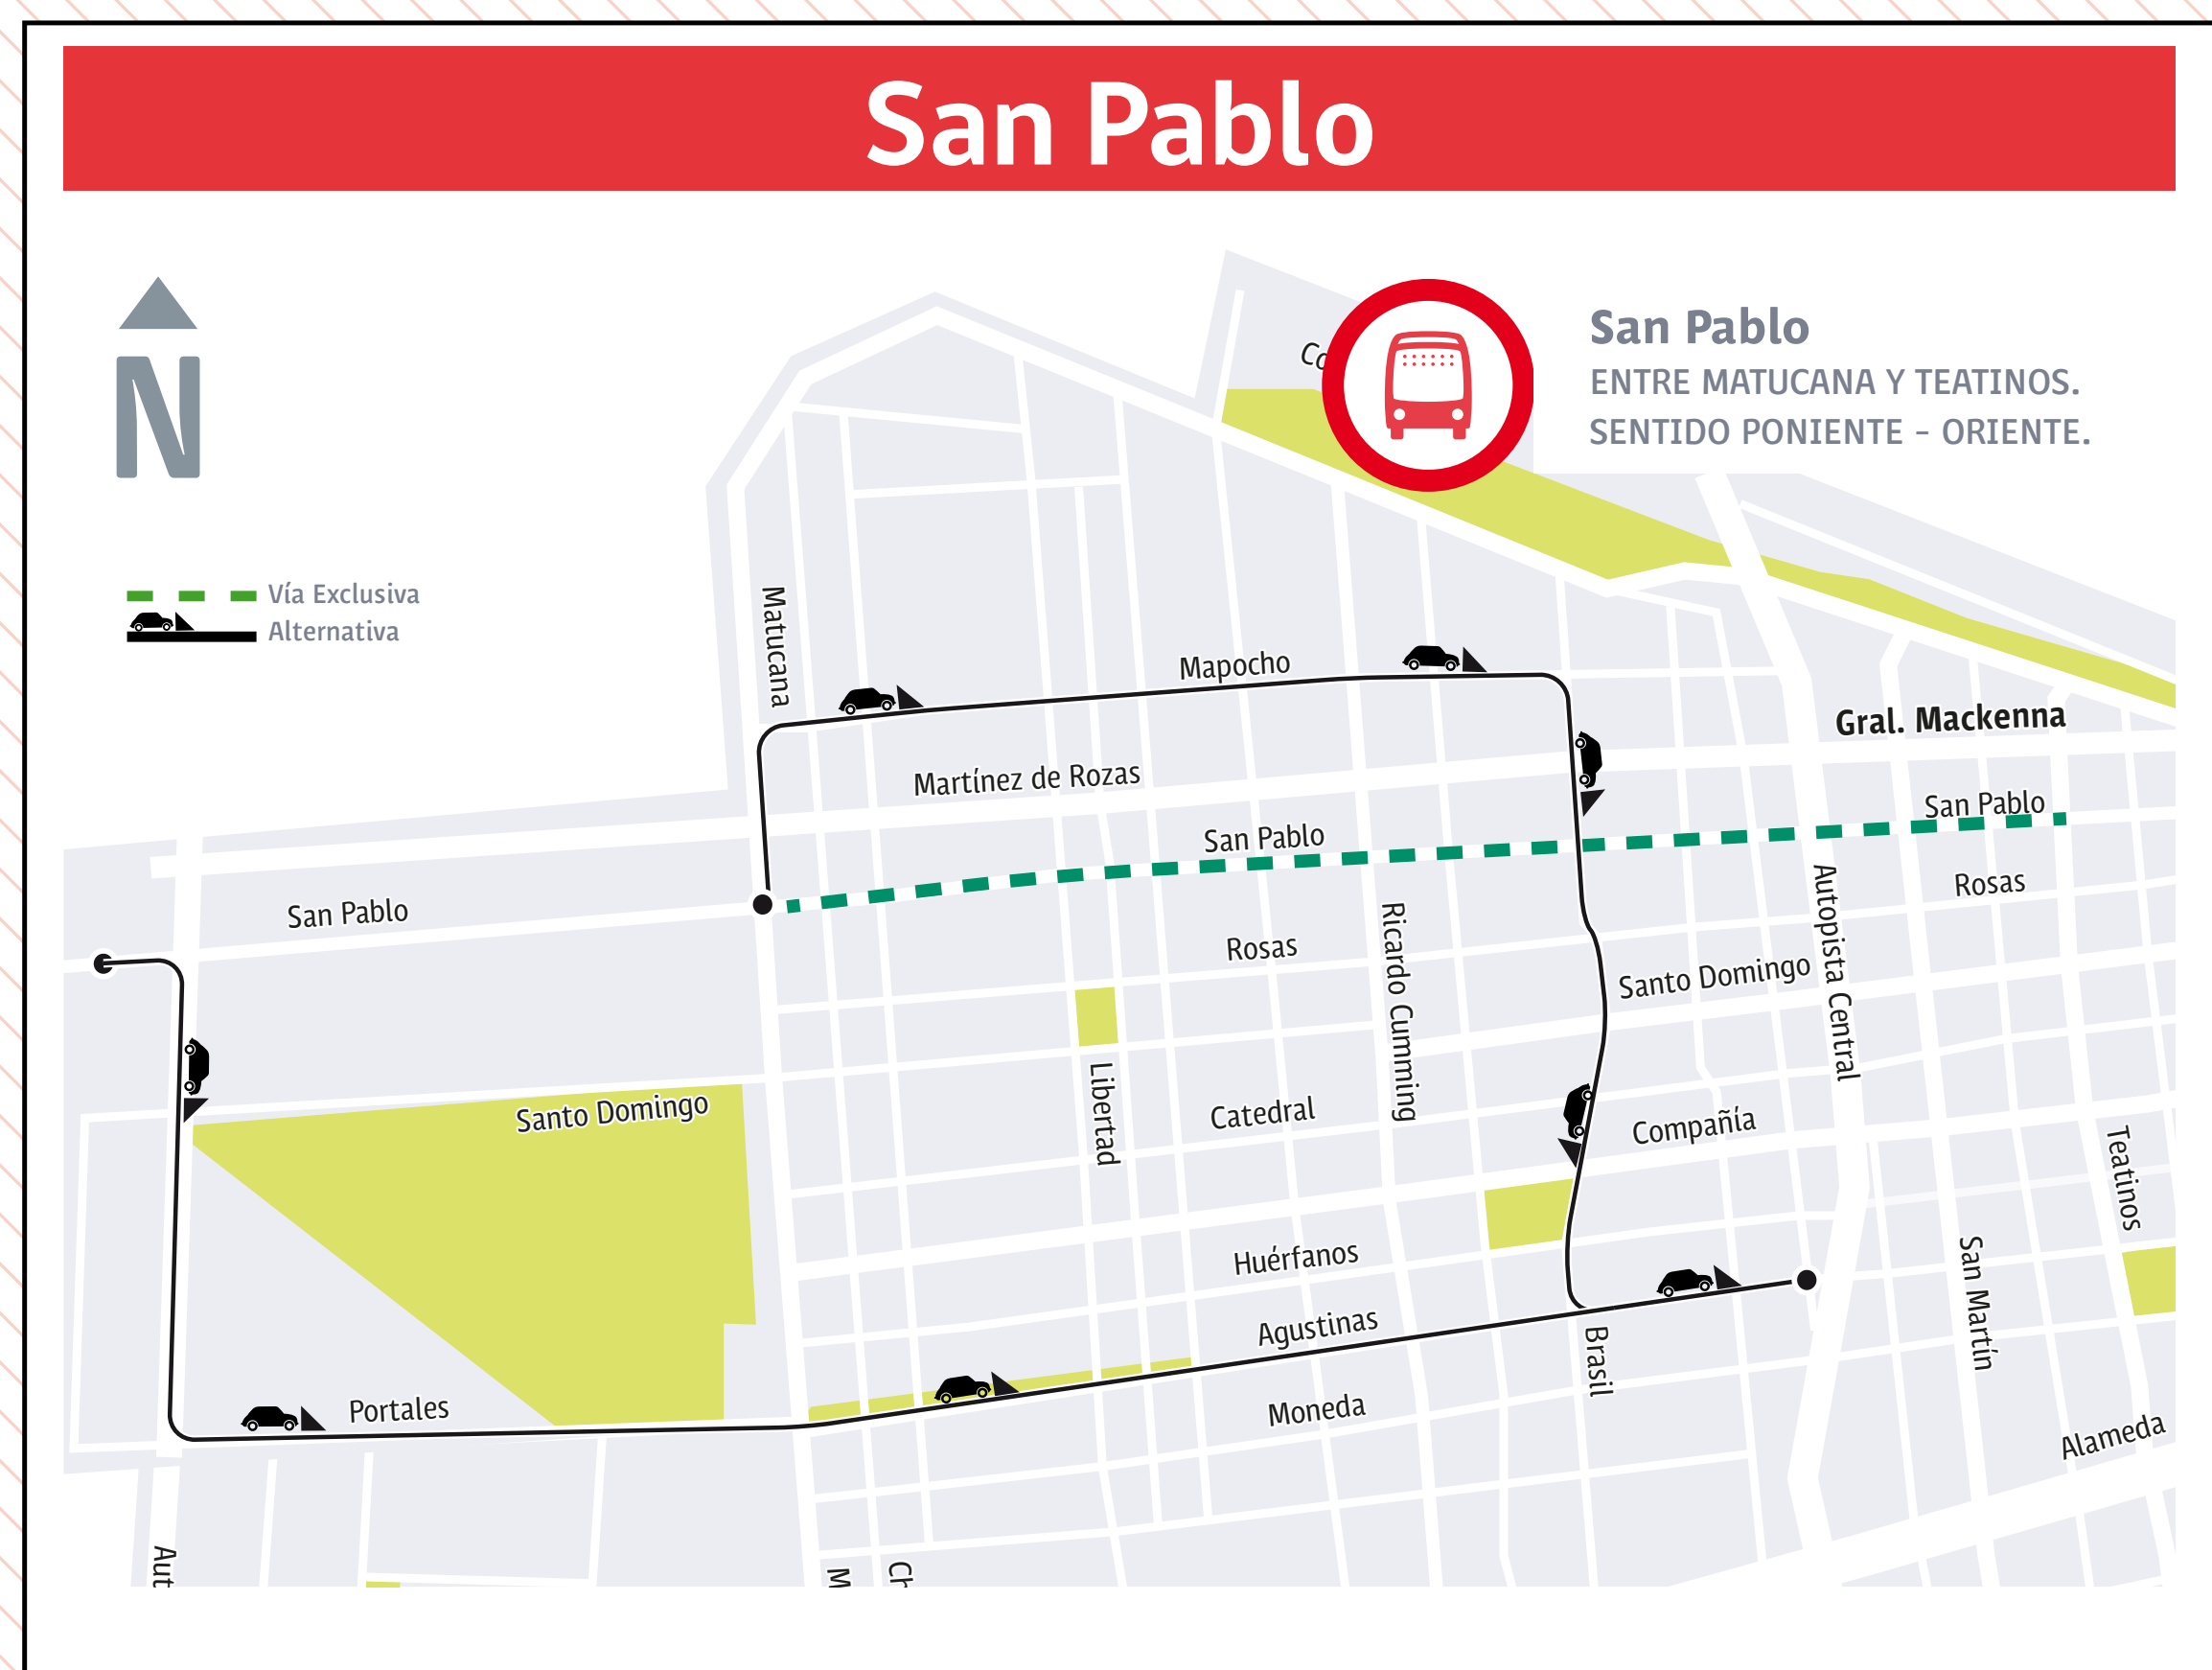 San Pablo
San Pablo
ENTRE MATUCANA Y TEATINOS.
SENTIDO PONIENTE - ORIENTE.
N
Vía Exclusiva
Alternativa
Matucana
Mapocho
Gral. Mackenna
Martínez de Rozas
San Pablo
San Pablo
San Pablo
Rosas
Rosas
Autopista Central
Ricardo Cumming
Santo Domingo
Santo Domingo
Libertad
Catedral
Compañía
Teatinos
Huérfanos
San Martín
Agustinas
Brasil
Portales
Moneda
Alameda
Aut
M
Ch